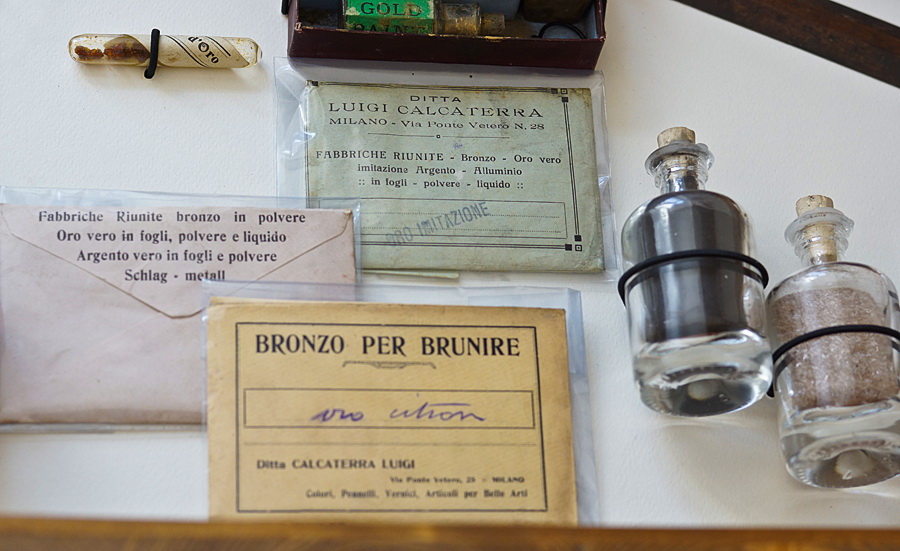 GOLD
PAINT
d'Oro
DITTA
LUIGI CALCATERRA
MILANO - Via Ponte Vetero N. 28
FABBRICHE RIUNITE - Bronzo - Oro vero
imitazione Argento - Alluminio
:: in fogli - polvere - liquido ::
ORO IMITAZIONE
Fabbriche Riunite bronzo in polvere
Oro vero in fogli, polvere e liquido
Argento vero in fogli e polvere
Schlag - metall
BRONZO PER BRUNIRE
oro citron
Ditta CALCATERRA LUIGI
Via Ponte Vetero, 28 - MILANO
Colori, Pennelli, Vernici, Articoli per Belle Arti